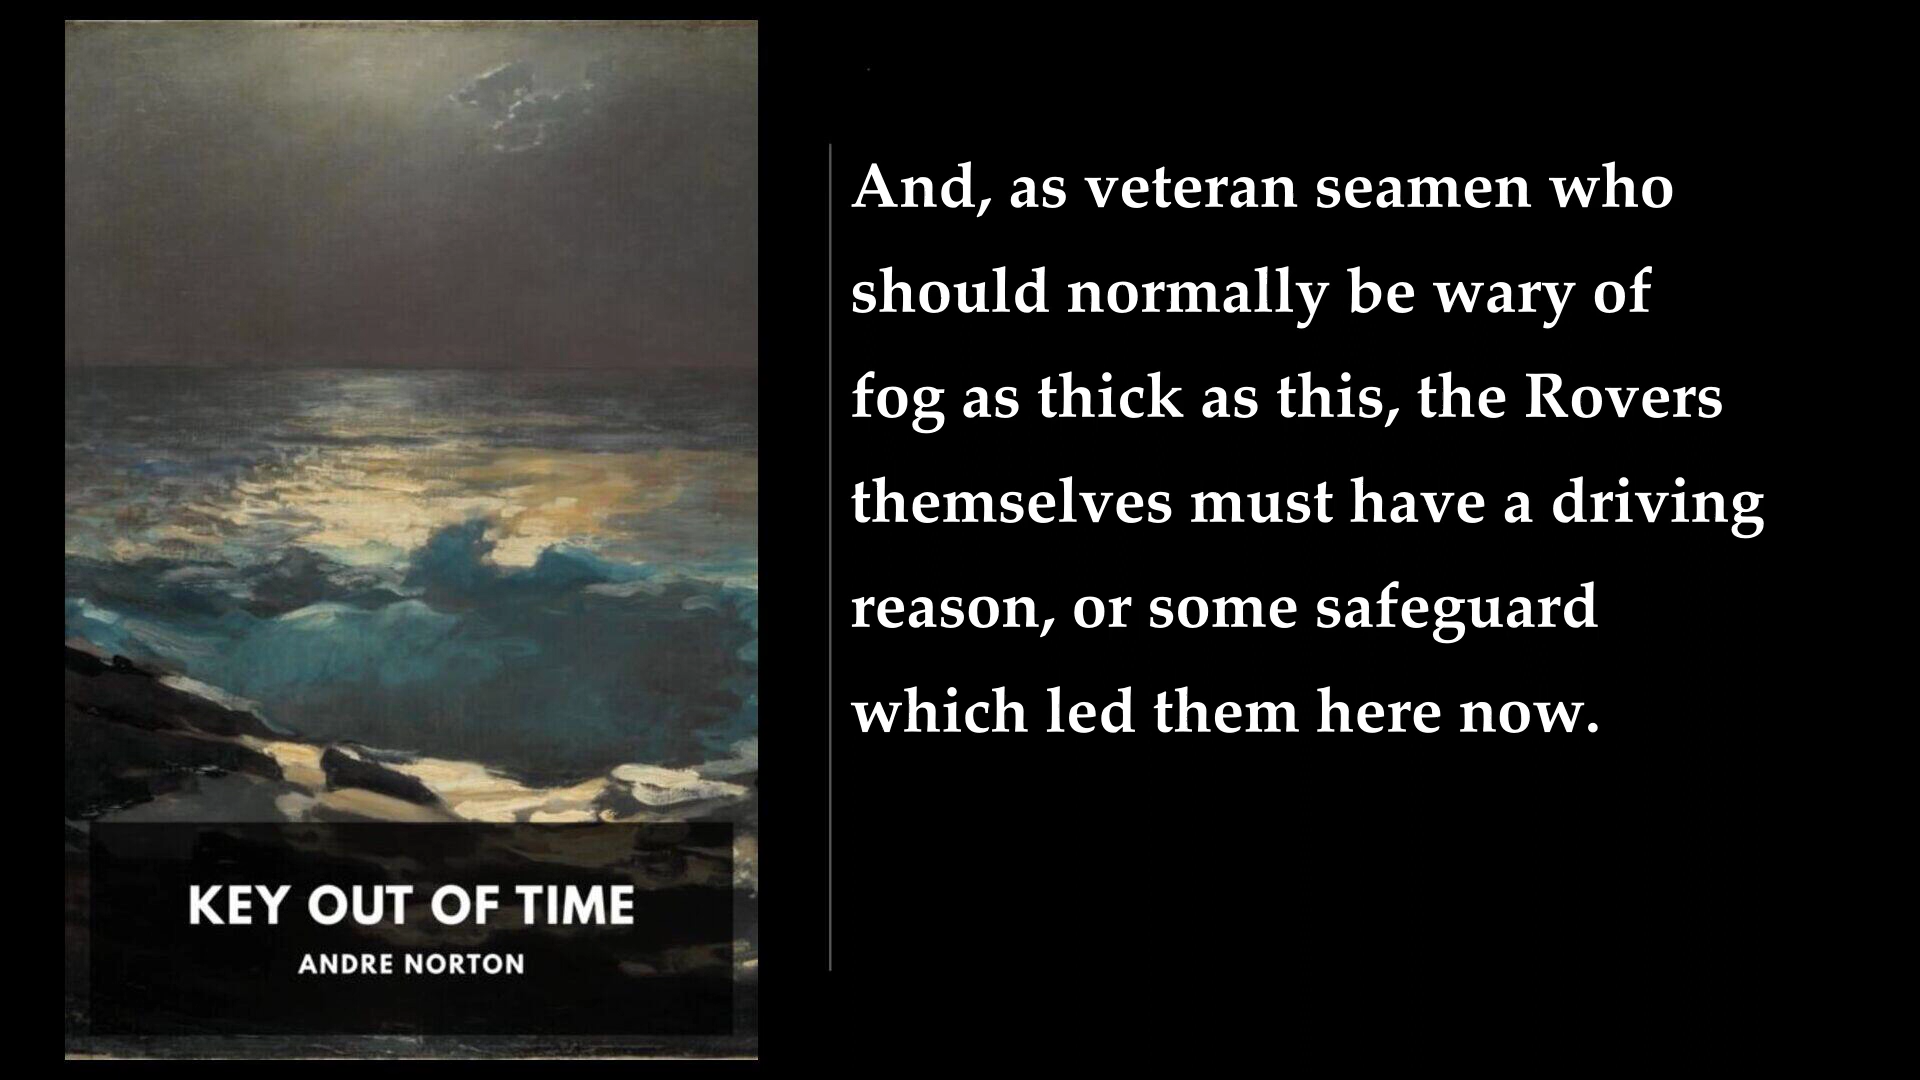 And, as veteran seamen who
should normally be wary of
fog as thick as this, the Rovers
themselves must have a driving
reason, or some safeguard
which led them here now.
KEY OUT OF TIME
ANDRE NORTON